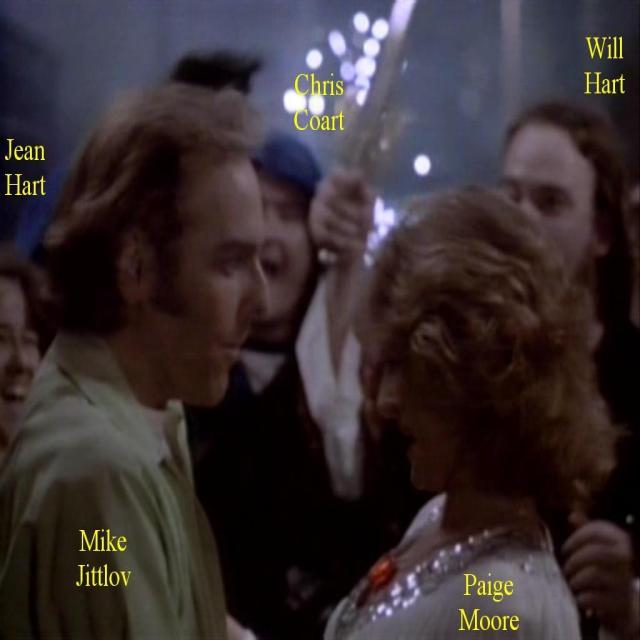 Will
Hart
Chris
Coart
Jean
Hart
Mike
Jittlov
Paige
Moore